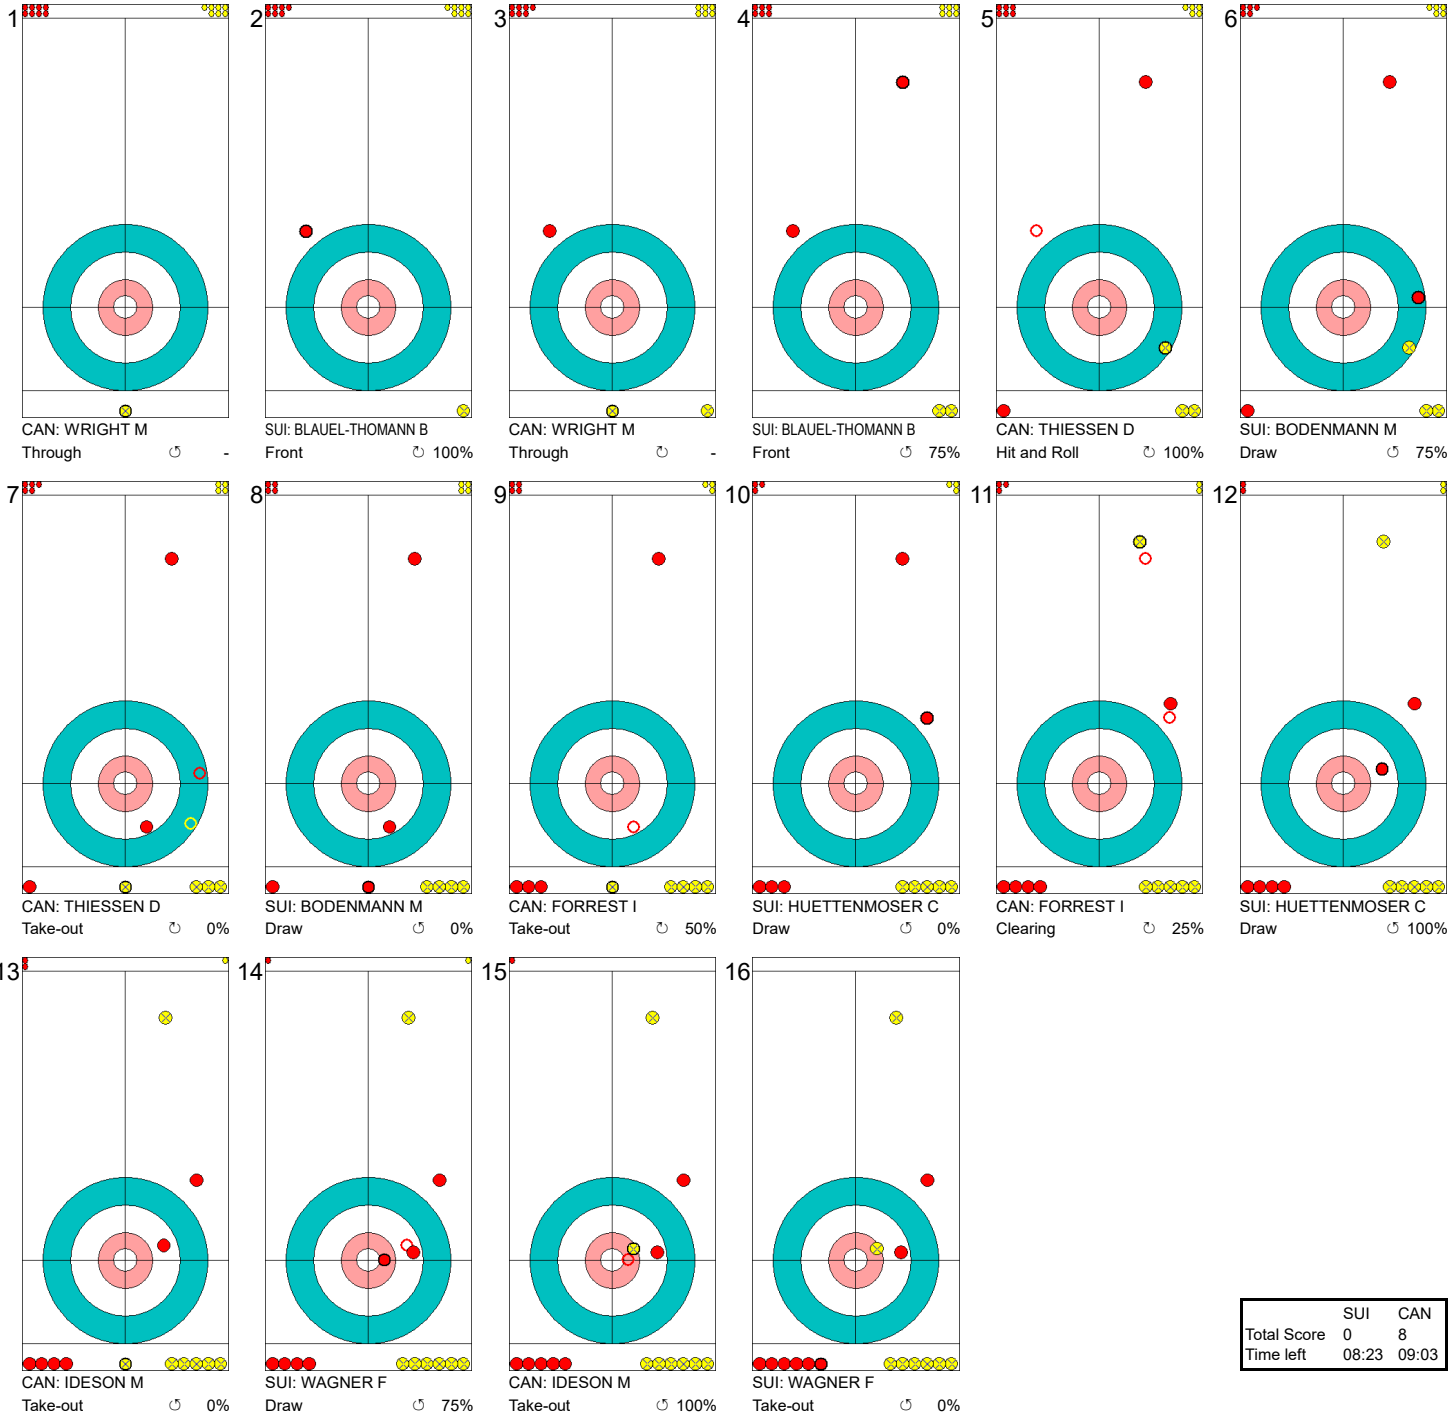 1
2
3
4
5
6
CAN: WRIGHT M
Through -
SUI: BLAUEL-THOMANN B
Front 100%
CAN: WRIGHT M
Through -
SUI: BLAUEL-THOMANN B
Front 75%
CAN: THIESSEN D
Hit and Roll 100%
SUI: BODENMANN M
Draw 75%
7
8
9
10
11
12
CAN: THIESSEN D
Take-out 0%
SUI: BODENMANN M
Draw 0%
CAN: FORREST I
Take-out 50%
SUI: HUETTENMOSER C
Draw 0%
CAN: FORREST I
Clearing 25%
SUI: HUETTENMOSER C
Draw 100%
13
14
15
16
CAN: IDESON M
Take-out 0%
SUI: WAGNER F
Draw 75%
CAN: IDESON M
Take-out 100%
SUI: WAGNER F
Take-out 0%
SUI CAN
Total Score 0 8
Time left 08:23 09:03